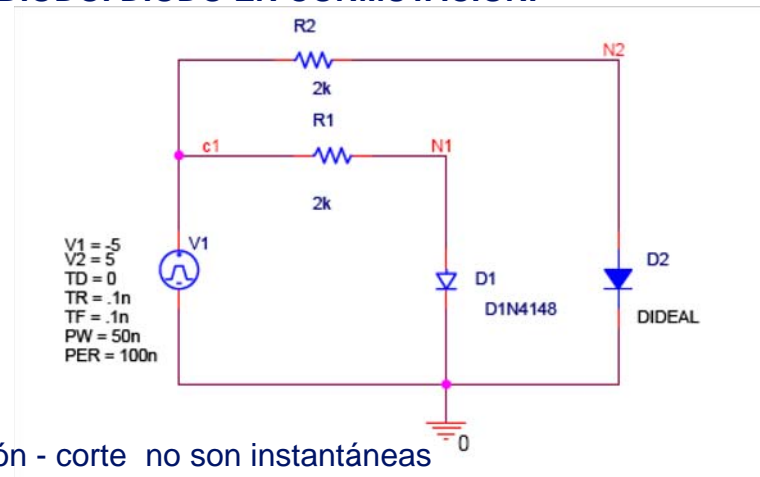 R2
N2
2k
R1
c1
N1
2k
V1 = -5
V2 = 5
TD = 0
TR = .1n
TF = .1n
PW = 50n
PER = 100n
V1
D1
D1N4148
D2
DIDEAL
0
- corte no son instantáneas